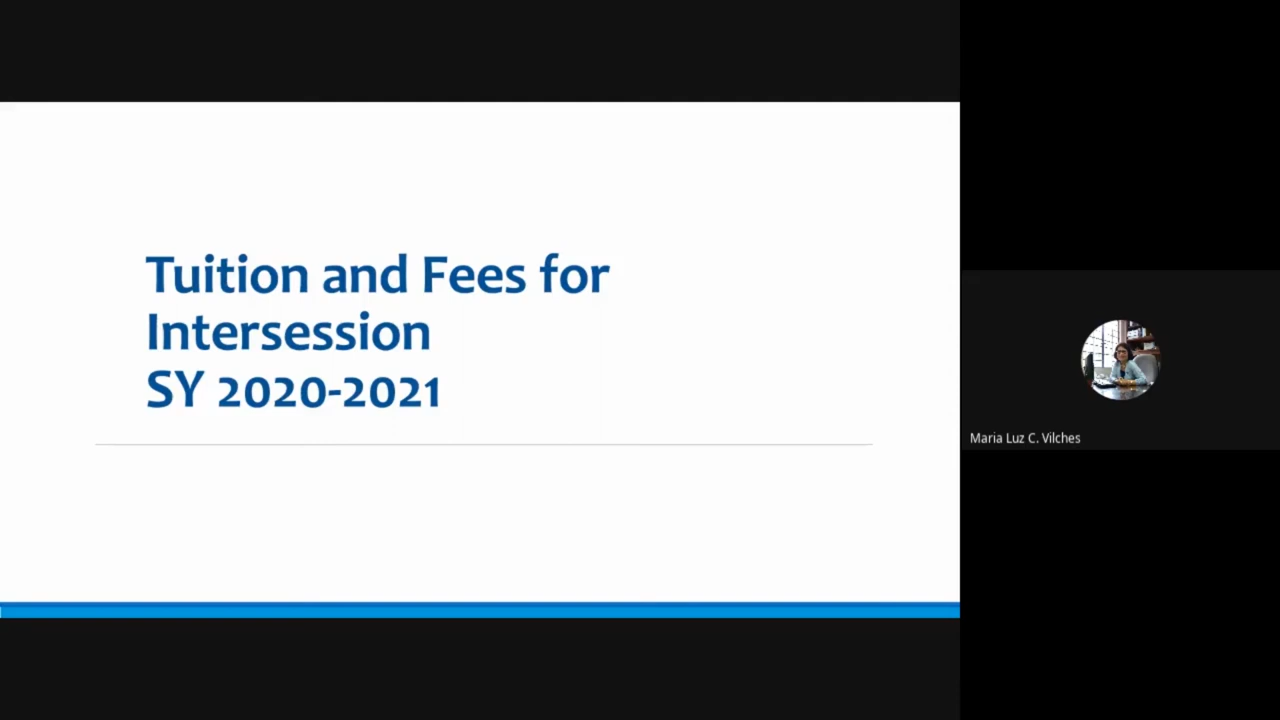 Tuition and Fees for
Intersession
SY 2020-2021
Maria Luz C. Vilches